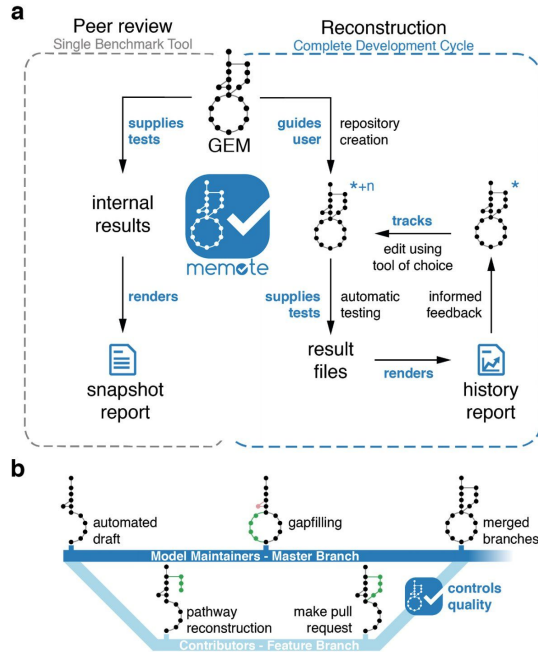 a
Peer review
Single Benchmark Tool
Reconstruction
Complete Development Cycle
GEM
supplies
tests
guides
user
repository
creation
internal
results
memote
*+n
*
tracks
edit using
tool of choice
renders
supplies
tests
automatic
testing
informed
feedback
snapshot
report
result
files
renders
history
report
b
automated
draft
gapfilling
merged
branches
Model Maintainers - Master Branch
pathway
reconstruction
make pull
request
controls
quality
Contributors - Feature Branch